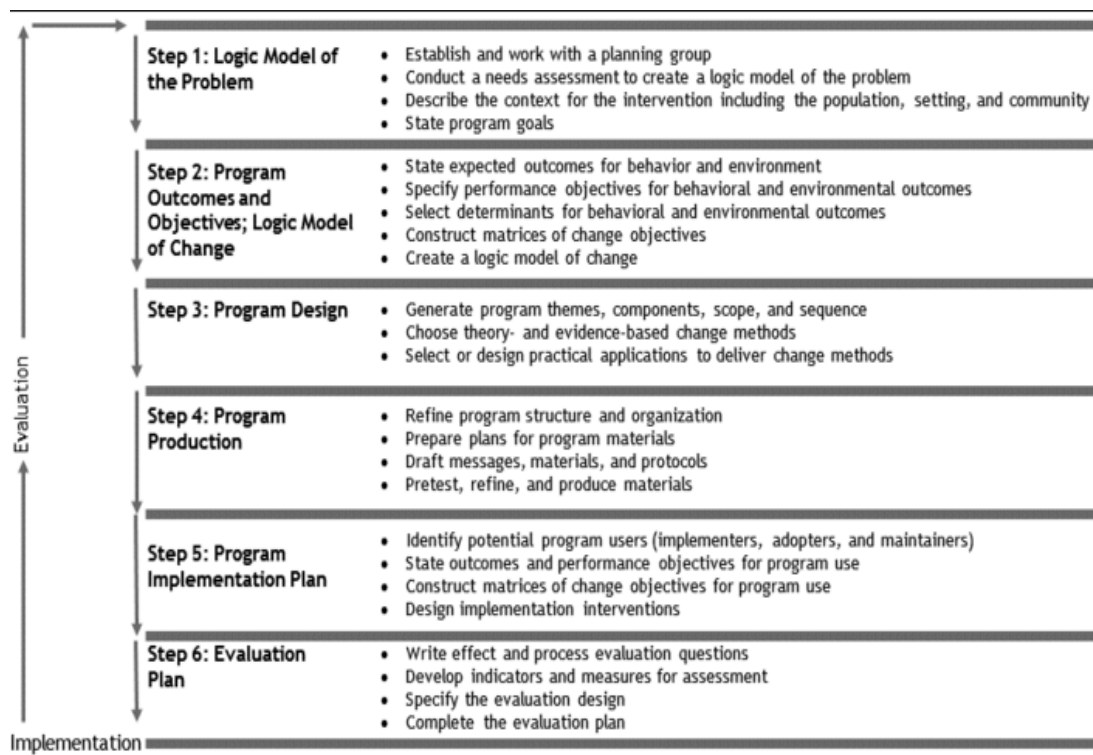 Step 1: Logic Model of
the Problem
• Establish and work with a planning group
• Conduct a needs assessment to create a logic model of the problem
• Describe the context for the intervention including the population, setting, and community
• State program goals
Step 2: Program
Outcomes and
Objectives; Logic Model
of Change
• State expected outcomes for behavior and environment
• Specify performance objectives for behavioral and environmental outcomes
• Select determinants for behavioral and environmental outcomes
• Construct matrices of change objectives
• Create a logic model of change
Step 3: Program Design
• Generate program themes, components, scope, and sequence
• Choose theory- and evidence-based change methods
• Select or design practical applications to deliver change methods
Step 4: Program
Production
• Refine program structure and organization
• Prepare plans for program materials
• Draft messages, materials, and protocols
• Pretest, refine, and produce materials
Step 5: Program
Implementation Plan
• Identify potential program users (implementers, adopters, and maintainers)
• State outcomes and performance objectives for program use
• Construct matrices of change objectives for program use
• Design implementation interventions
Step 6: Evaluation
Plan
• Write effect and process evaluation questions
• Develop indicators and measures for assessment
• Specify the evaluation design
• Complete the evaluation plan
Evaluation
Implementation